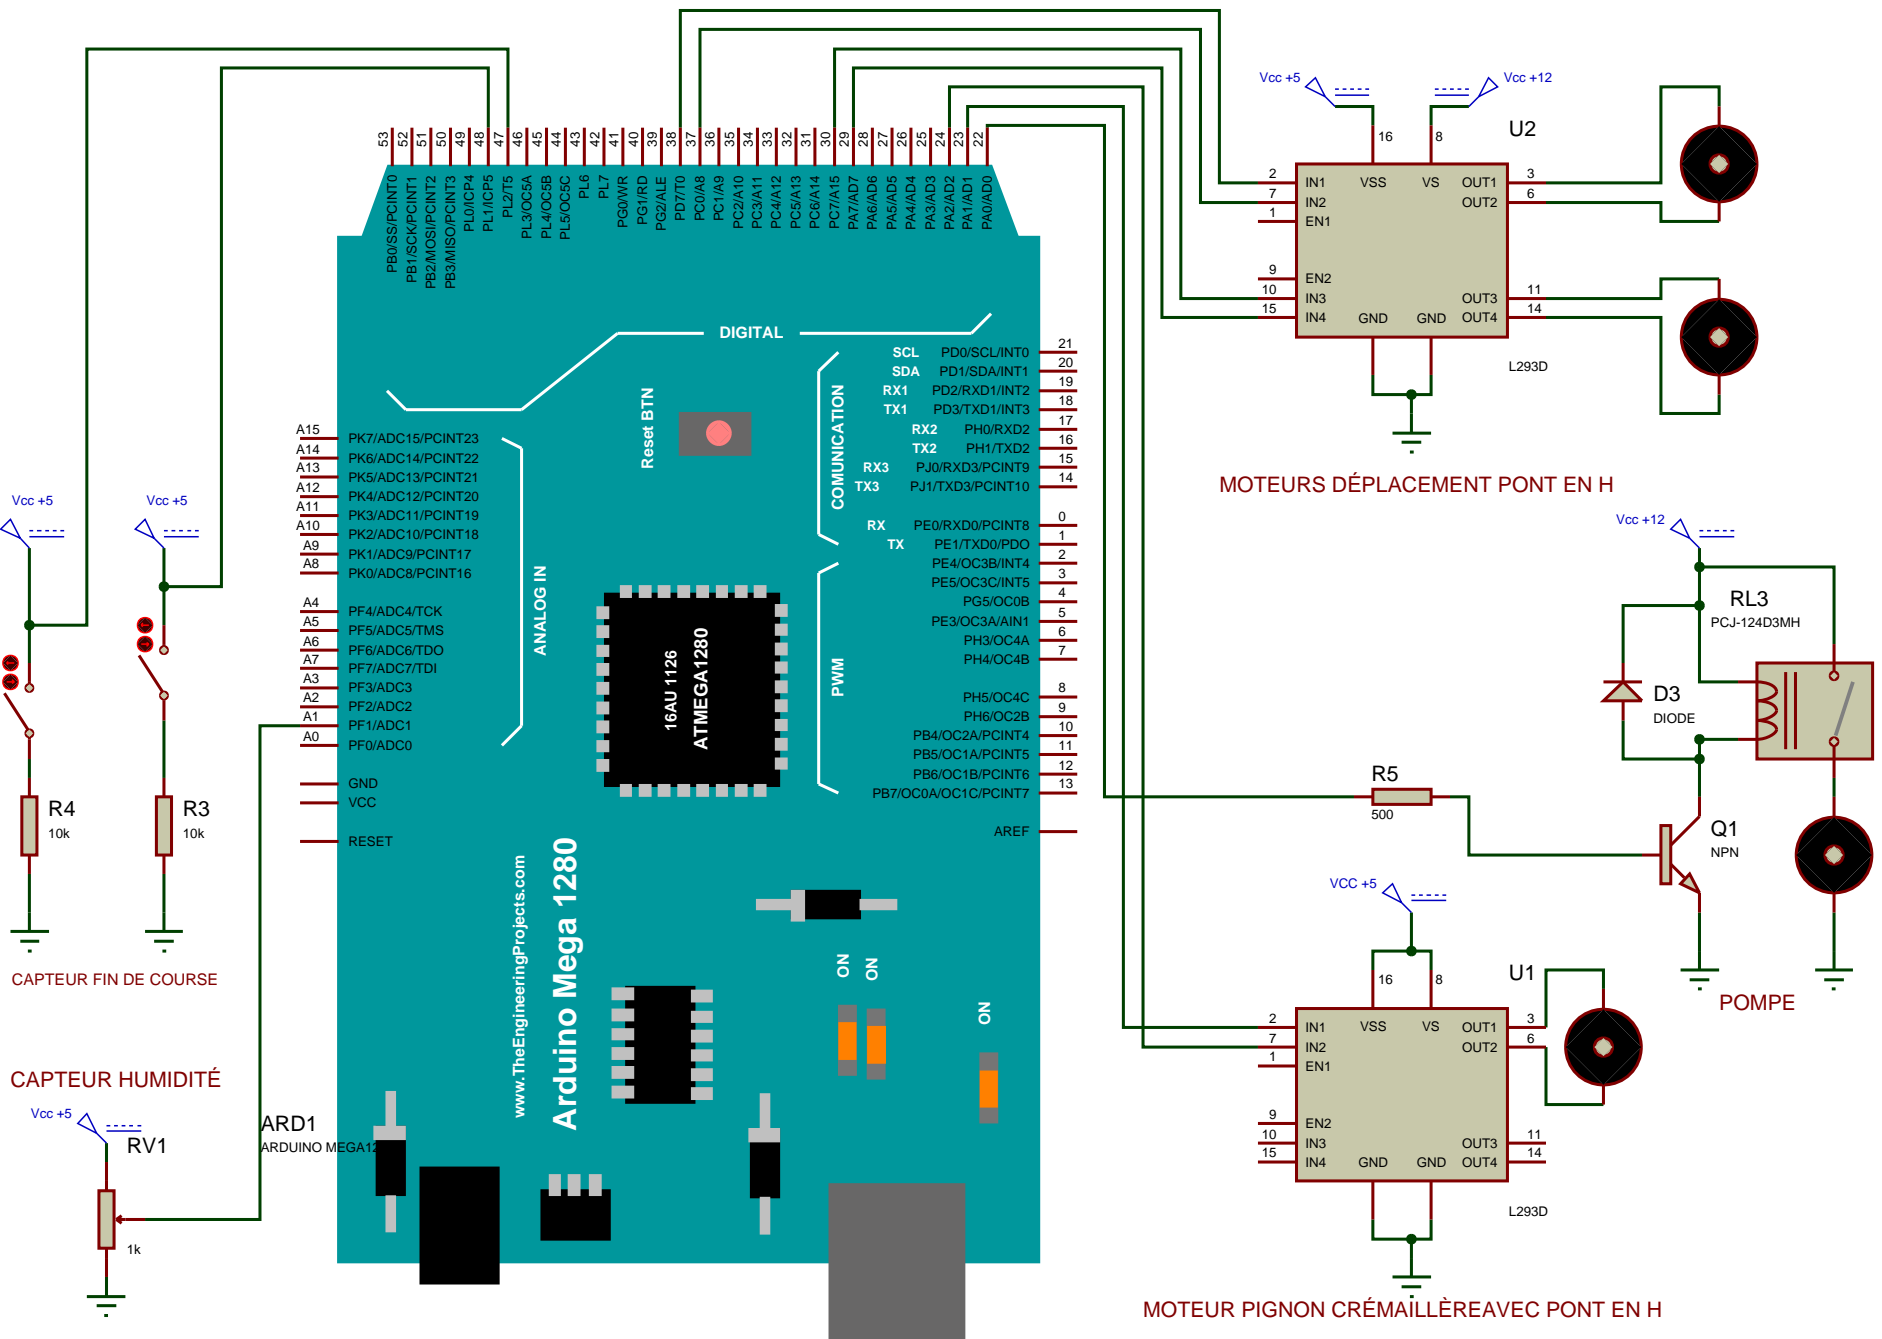 53
52
51
50
49
48
47
46
45
44
43
42
41
40
39
38
37
36
35
34
33
32
31
30
29
28
27
26
25
24
23
22
PB0/SS/PCINT0
PB1/SCK/PCINT1
PB2/MOSI/PCINT2
PB3/MISO/PCINT3
PL0/ICP4
PL1/ICP5
PL2/T5
PL3/OC5A
PL4/OC5B
PL5/OC5C
PL6
PL7
PG0/WR
PG1/RD
PG2/ALE
PD7/T0
PC0/A8
PC1/A9
PC2/A10
PC3/A11
PC4/A12
PC5/A13
PC6/A14
PC7/A15
PA7/AD7
PA6/AD6
PA5/AD5
PA4/AD4
PA3/AD3
PA2/AD2
PA1/AD1
PA0/AD0
DIGITAL
Reset BTN
COMUNICATION
SCL PD0/SCL/INT0 21
SDA PD1/SDA/INT1 20
RX1 PD2/RXD1/INT2 19
TX1 PD3/TXD1/INT3 18
RX2 PH0/RXD2 17
TX2 PH1/TXD2 16
RX3 PJ0/RXD3/PCINT9 15
TX3 PJ1/TXD3/PCINT10 14
RX PE0/RXD0/PCINT8 0
TX PE1/TXD0/PDO 1
PE4/OC3B/INT4 2
PE5/OC3C/INT5 3
PG5/OC0B 4
PE3/OC3A/AIN1 5
PH3/OC4A 6
PH4/OC4B 7
PH5/OC4C 8
PH6/OC2B 9
PB4/OC2A/PCINT4 10
PB5/OC1A/PCINT5 11
PB6/OC1B/PCINT6 12
PB7/OC0A/OC1C/PCINT7 13
AREF
PWM
A15 PK7/ADC15/PCINT23
A14 PK6/ADC14/PCINT22
A13 PK5/ADC13/PCINT21
A12 PK4/ADC12/PCINT20
A11 PK3/ADC11/PCINT19
A10 PK2/ADC10/PCINT18
A9 PK1/ADC9/PCINT17
A8 PK0/ADC8/PCINT16
A4 PF4/ADC4/TCK
A5 PF5/ADC5/TMS
A6 PF6/ADC6/TDO
A7 PF7/ADC7/TDI
A3 PF3/ADC3
A2 PF2/ADC2
A1 PF1/ADC1
A0 PF0/ADC0
GND
VCC
RESET
ANALOG IN
16AU 1126
ATMEGA1280
www.TheEngineeringProjects.com
Arduino Mega 1280
ON
ON
ON
ARD1
ARDUINO MEGA12
Vcc +5
Vcc +5
R4
10k
R3
10k
CAPTEUR FIN DE COURSE
CAPTEUR HUMIDITÉ
Vcc +5
RV1
1k
Vcc +5
Vcc +12
U2
16
8
2 IN1 VSS VS OUT1 3
7 IN2 OUT2 6
1 EN1
9 EN2
10 IN3 OUT3 11
15 IN4 GND GND OUT4 14
L293D
MOTEURS DÉPLACEMENT PONT EN H
Vcc +12
RL3
PCJ-124D3MH
D3
DIODE
R5
500
Q1
NPN
POMPE
VCC +5
U1
16
8
2 IN1 VSS VS OUT1 3
7 IN2 OUT2 6
1 EN1
9 EN2
10 IN3 OUT3 11
15 IN4 GND GND OUT4 14
L293D
MOTEUR PIGNON CRÉMAILLÈREAVEC PONT EN H